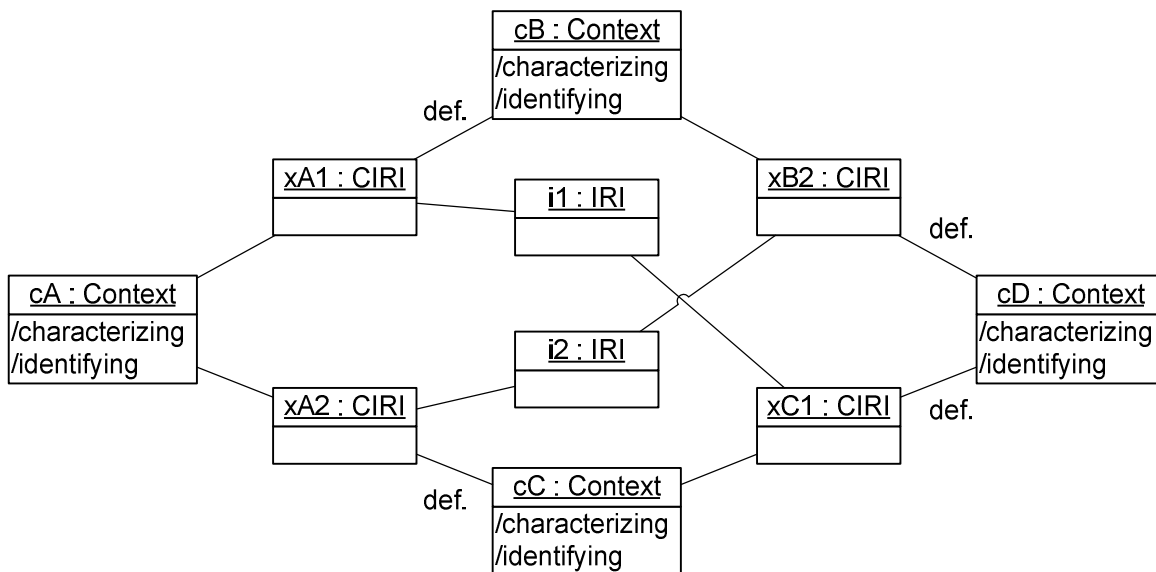 cB : Context
/characterizing
/identifying
def.
xA1 : CIRI
i1 : IRI
xB2 : CIRI
def.
cA : Context
/characterizing
/identifying
cD : Context
/characterizing
/identifying
i2 : IRI
xA2 : CIRI
xC1 : CIRI
def.
def.
cC : Context
/characterizing
/identifying